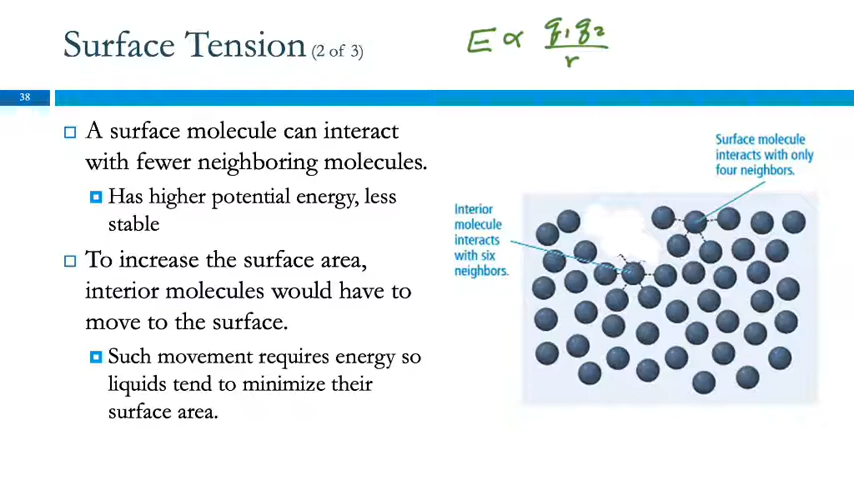 Surface Tension (2 of 3)
E ∝ q₁q₂
r
38
□ A surface molecule can interact
with fewer neighboring molecules.
Has higher potential energy, less
stable
□ To increase the surface area,
interior molecules would have to
move to the surface.
Such movement requires energy so
liquids tend to minimize their
surface area.
Surface molecule
interacts with only
four neighbors.
Interior
molecule
interacts
with six
neighbors.